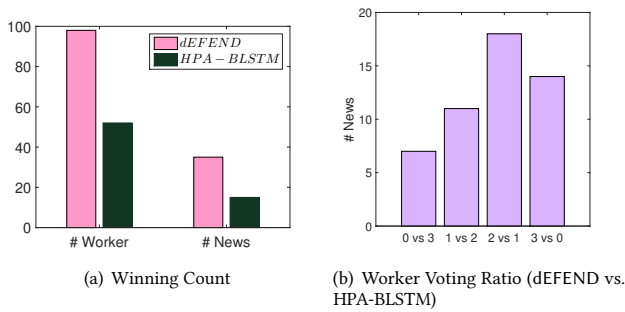 100
80
60
40
20
0
dEFEND
HPA-BLSTM
# Worker
# News
(a) Winning Count
20
15
10
5
0
# News
0 vs 3
1 vs 2
2 vs 1
3 vs 0
(b) Worker Voting Ratio (dEFEND vs.
HPA-BLSTM)